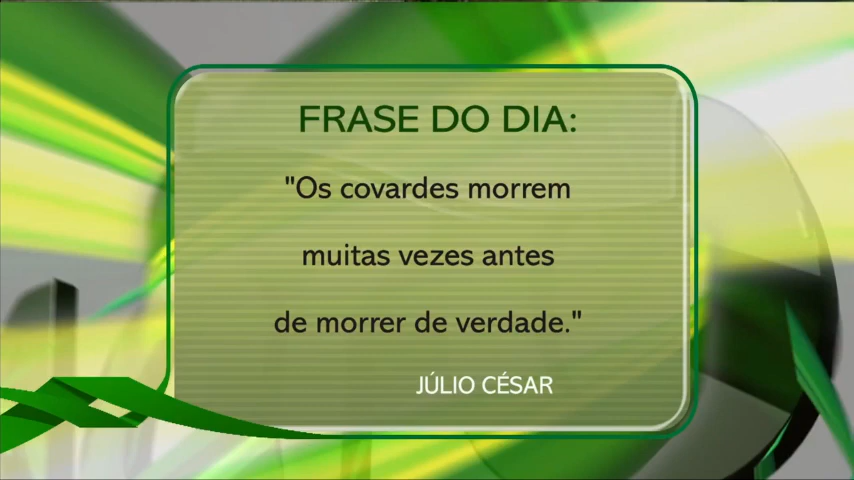 FRASE DO DIA:
"Os covardes morrem
muitas vezes antes
de morrer de verdade."
JÚLIO CÉSAR